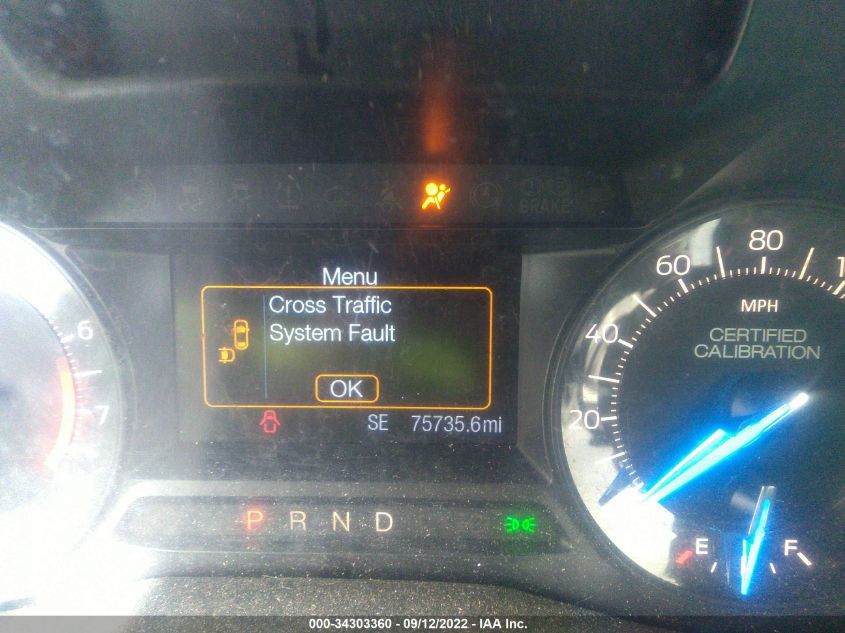 BRAKE
Menu
Cross Traffic
System Fault
OK
SE 75735.6mi
P R N D
6
7
20
40
60
80
MPH
CERTIFIED
CALIBRATION
E F
000-34303360 - 09/12/2022 - IAA Inc.